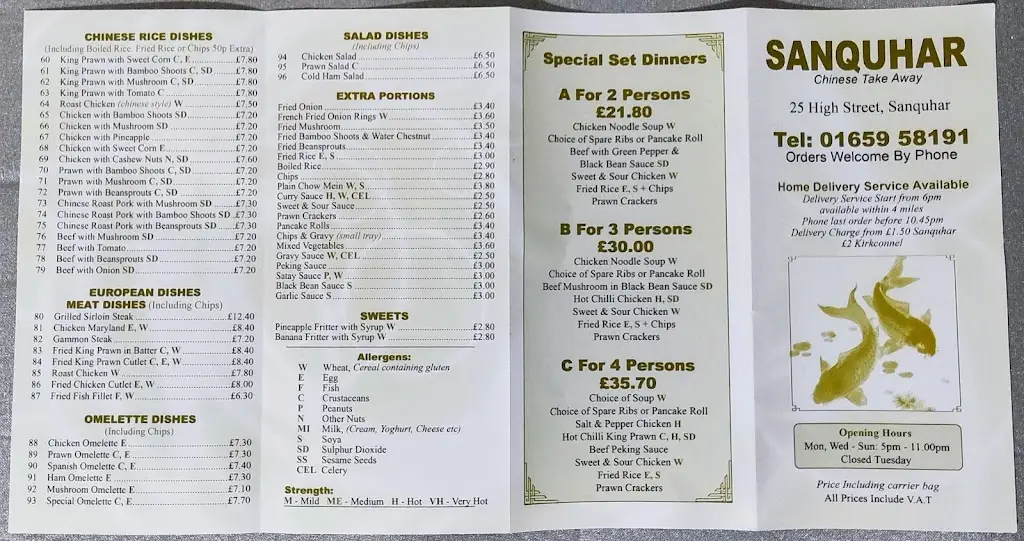 CHINESE RICE DISHES
(Including Boiled Rice. Fried Rice or Chips 50p Extra)
60 King Prawn with Sweet Corn C, E £7.80
61 King Prawn with Bamboo Shoots C, SD £7.80
62 King Prawn with Mushroom C, SD £7.80
63 King Prawn with Tomato C £7.80
64 Roast Chicken (chinese style) W £7.50
65 Chicken with Bamboo Shoots SD £7.20
66 Chicken with Mushroom SD £7.20
67 Chicken with Pineapple £7.20
68 Chicken with Sweet Corn E £7.20
69 Chicken with Cashew Nuts N, SD £7.60
70 Prawn with Bamboo Shoots C, SD £7.20
71 Prawn with Mushroom C, SD £7.20
72 Prawn with Beansprouts C, SD £7.20
73 Chinese Roast Pork with Mushroom SD £7.30
74 Chinese Roast Pork with Bamboo Shoots SD £7.30
75 Chinese Roast Pork with Beansprouts SD £7.30
76 Beef with Mushroom SD £7.20
77 Beef with Tomato £7.20
78 Beef with Beansprouts SD £7.20
79 Beef with Onion SD £7.20
EUROPEAN DISHES
MEAT DISHES (Including Chips)
80 Grilled Sirloin Steak £12.40
81 Chicken Maryland E, W £8.40
82 Gammon Steak £7.20
83 Fried King Prawn in Batter C, W £8.40
84 Fried King Prawn Cutlet C, E, W £8.40
85 Roast Chicken W £7.80
86 Fried Chicken Cutlet E, W £8.00
87 Fried Fish Fillet F, W £6.30
OMELETTE DISHES
(Including Chips)
88 Chicken Omelette E £7.30
89 Prawn Omelette C, E £7.30
90 Spanish Omelette C, E £7.40
91 Ham Omelette E £7.30
92 Mushroom Omelette E £7.10
93 Special Omelette C, E £7.70
SALAD DISHES
(Including Chips)
94 Chicken Salad £6.50
95 Prawn Salad C £6.50
96 Cold Ham Salad £6.50
EXTRA PORTIONS
Fried Onion £3.40
French Fried Onion Rings W £3.60
Fried Mushroom £3.50
Fried Bamboo Shoots & Water Chestnut £3.40
Fried Beansprouts £3.40
Fried Rice E, S £3.00
Boiled Rice £2.90
Chips £2.80
Plain Chow Mein W, S £3.80
Curry Sauce H, W, CEL £2.50
Sweet & Sour Sauce £2.50
Prawn Crackers £2.60
Pancake Rolls £3.40
Chips & Gravy (small tray) £3.40
Mixed Vegetables £3.60
Gravy Sauce W, CEL £2.50
Peking Sauce £3.00
Satay Sauce P, W £3.00
Black Bean Sauce S £3.00
Garlic Sauce S £3.00
SWEETS
Pineapple Fritter with Syrup W £2.80
Banana Fritter with Syrup W £2.80
Allergens:
W Wheat, Cereal containing gluten
E Egg
F Fish
C Crustaceans
P Peanuts
N Other Nuts
MI Milk, (Cream, Yoghurt, Cheese etc)
S Soya
SD Sulphur Dioxide
SS Sesame Seeds
CEL Celery
Strength:
M - Mild ME - Medium H - Hot VH - Very Hot
Special Set Dinners
A For 2 Persons
£21.80
Chicken Noodle Soup W
Choice of Spare Ribs or Pancake Roll
Beef with Green Pepper &
Black Bean Sauce SD
Sweet & Sour Chicken W
Fried Rice E, S + Chips
Prawn Crackers
B For 3 Persons
£30.00
Chicken Noodle Soup W
Choice of Spare Ribs or Pancake Roll
Beef Mushroom in Black Bean Sauce SD
Hot Chilli Chicken H, SD
Sweet & Sour Chicken W
Fried Rice E, S + Chips
Prawn Crackers
C For 4 Persons
£35.70
Choice of Soup W
Choice of Spare Ribs or Pancake Roll
Salt & Pepper Chicken H
Hot Chilli King Prawn C, H, SD
Beef Peking Sauce
Sweet & Sour Chicken W
Fried Rice E, S
Prawn Crackers
SANQUHAR
Chinese Take Away
25 High Street, Sanquhar
Tel: 01659 58191
Orders Welcome By Phone
Home Delivery Service Available
Delivery Service Start from 6pm
available within 4 miles
Phone last order before 10.45pm
Delivery Charge from £1.50 Sanquhar
£2 Kirkconnel
Opening Hours
Mon, Wed - Sun: 5pm - 11.00pm
Closed Tuesday
Price Including carrier bag
All Prices Include V.A.T